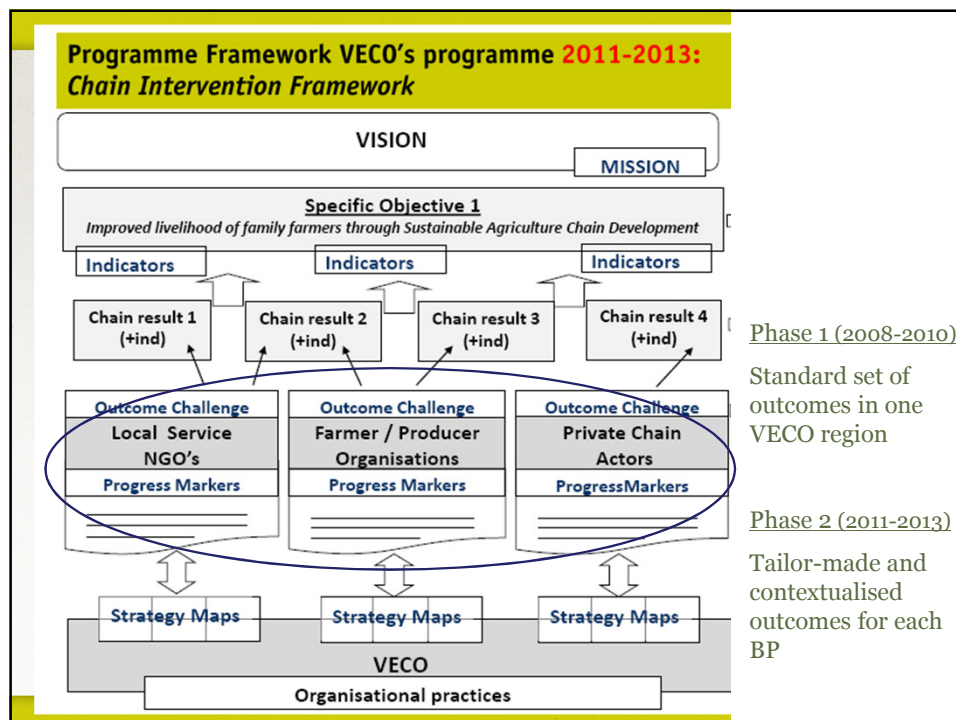 Programme Framework VECO's programme 2011-2013:
Chain Intervention Framework
VISION
MISSION
Specific Objective 1
Improved livelihood of family farmers through Sustainable Agriculture Chain Development
Indicators
Indicators
Indicators
Chain result 1
(+ind)
Chain result 2
(+ind)
Chain result 3
(+ind)
Chain result 4
(+ind)
Outcome Challenge
Local Service
NGO's
Progress Markers
Outcome Challenge
Farmer / Producer
Organisations
Progress Markers
Outcome Challenge
Private Chain
Actors
ProgressMarkers
Strategy Maps
Strategy Maps
Strategy Maps
VECO
Organisational practices
Phase 1 (2008-2010)
Standard set of
outcomes in one
VECO region
Phase 2 (2011-2013)
Tailor-made and
contextualised
outcomes for each
BP